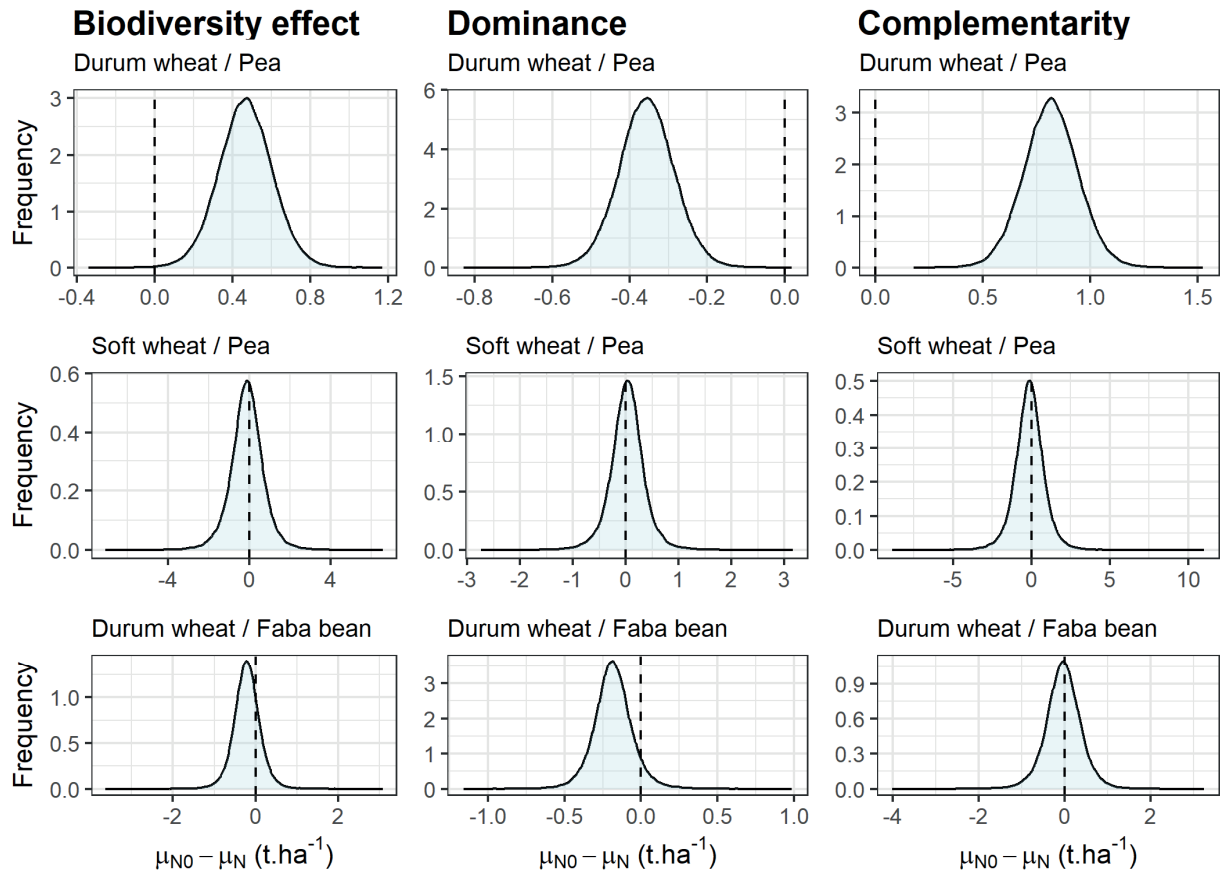 Biodiversity effect Dominance Complementarity
Durum wheat / Pea Durum wheat / Pea Durum wheat / Pea
Frequency
3
2
1
0
-0.4 0.0 0.4 0.8 1.2
6
4
2
0
-0.8 -0.6 -0.4 -0.2 0.0
3
2
1
0
0.0 0.5 1.0 1.5
Soft wheat / Pea Soft wheat / Pea Soft wheat / Pea
Frequency
0.6
0.4
0.2
0.0
-4 0 4
1.5
1.0
0.5
0.0
-3 -2 -1 0 1 2 3
0.5
0.4
0.3
0.2
0.1
0.0
-5 0 5 10
Durum wheat / Faba bean Durum wheat / Faba bean Durum wheat / Faba bean
Frequency
1.0
0.5
0.0
-2 0 2
3
2
1
0
-1.0 -0.5 0.0 0.5 1.0
0.9
0.6
0.3
0.0
-4 -2 0 2
μN0 − μN (t.ha-1) μN0 − μN (t.ha-1) μN0 − μN (t.ha-1)